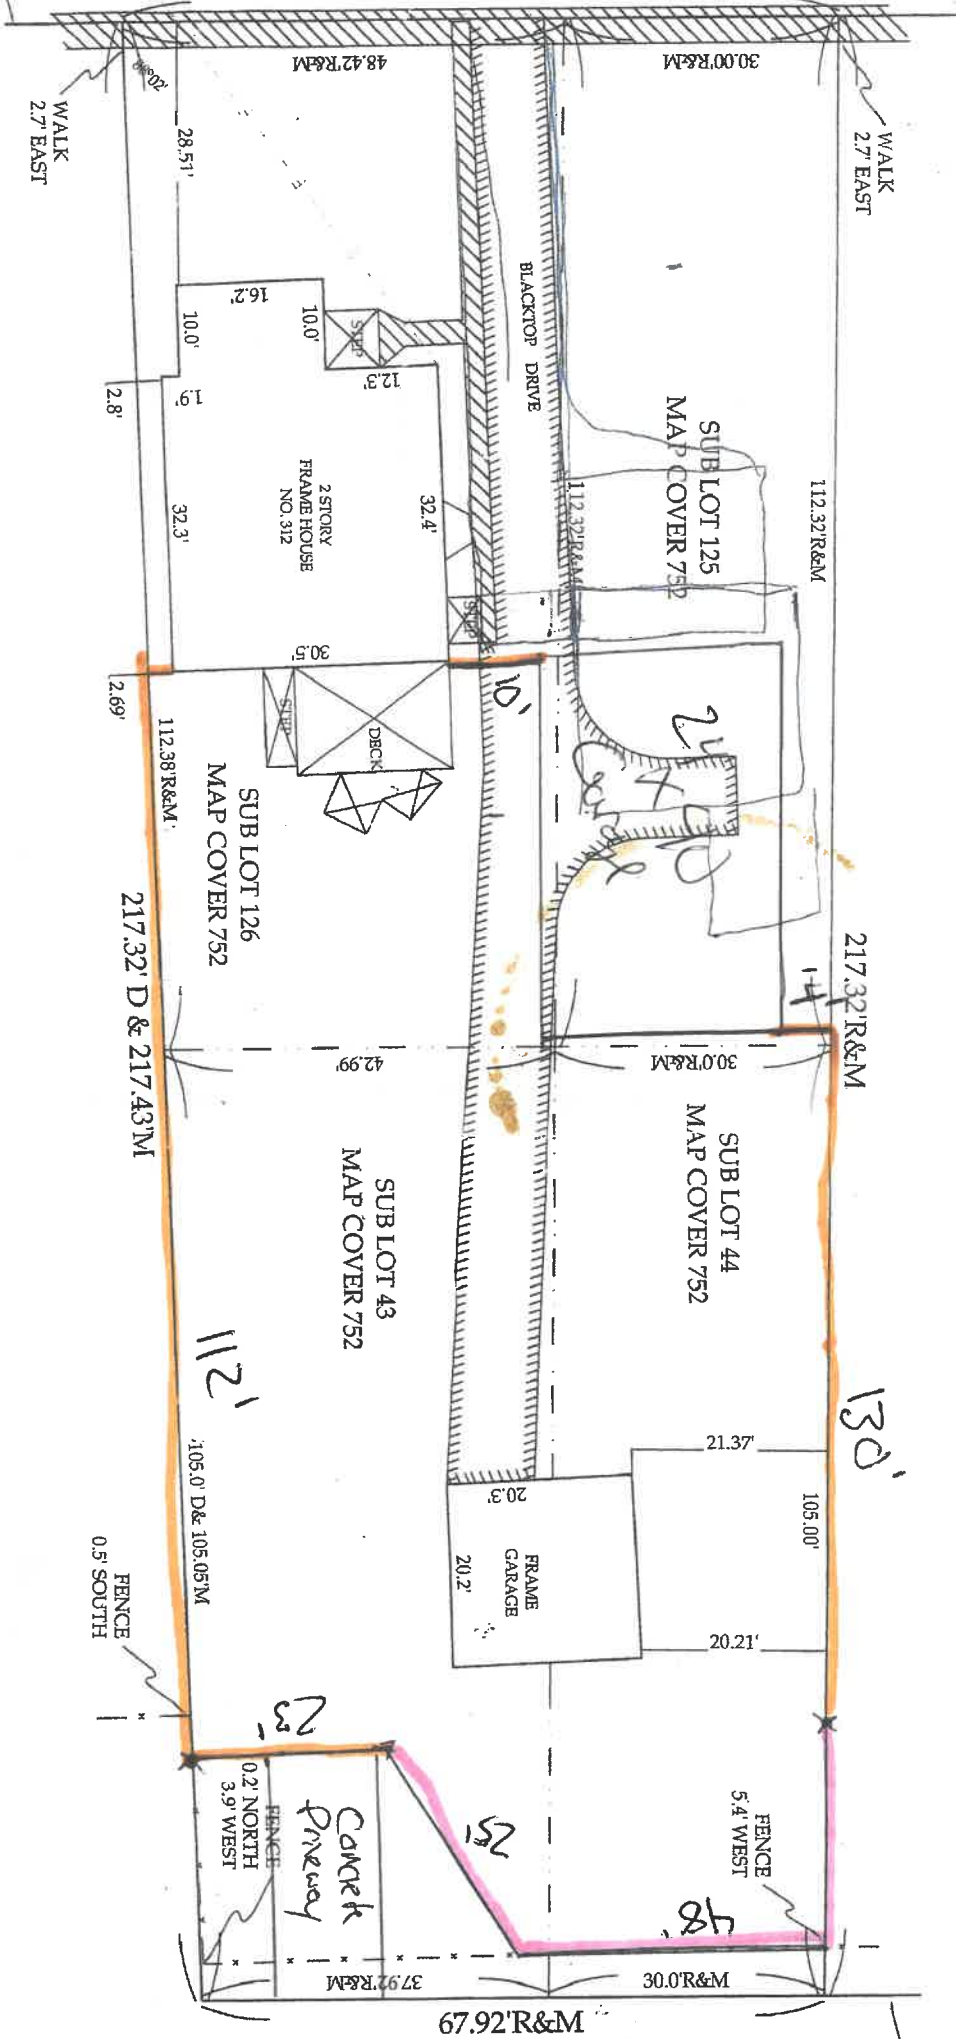 WALK
2.7' EAST
WALK
2.7' EAST
48.42'R&M
30.00'R&M
28.51'
16.2'
10.0'
10.0'
STEP
12.3'
1.9'
2.8'
32.3'
2 STORY
FRAME HOUSE
NO. 312
32.4'
BLACKTOP DRIVE
SUB LOT 125
MAP COVER 752
112.32'R&M
112.32'R&M
STEP
30.5'
2.69'
112.38'R&M
STEP
DECK
10'
24 x 40
Garage
SUB LOT 126
MAP COVER 752
217.32' D & 217.43'M
217.32'R&M
14'
42.99'
30.0'R&M
SUB LOT 43
MAP COVER 752
SUB LOT 44
MAP COVER 752
112'
130'
105.0' D& 105.05'M
21.37'
105.00'
20.3'
FRAME
GARAGE
20.2'
20.21'
FENCE
0.5' SOUTH
23'
FENCE
0.2' NORTH
3.9' WEST
Concrete
Driveway
25'
48'
FENCE
5.4' WEST
37.92'R&M
30.0'R&M
67.92'R&M